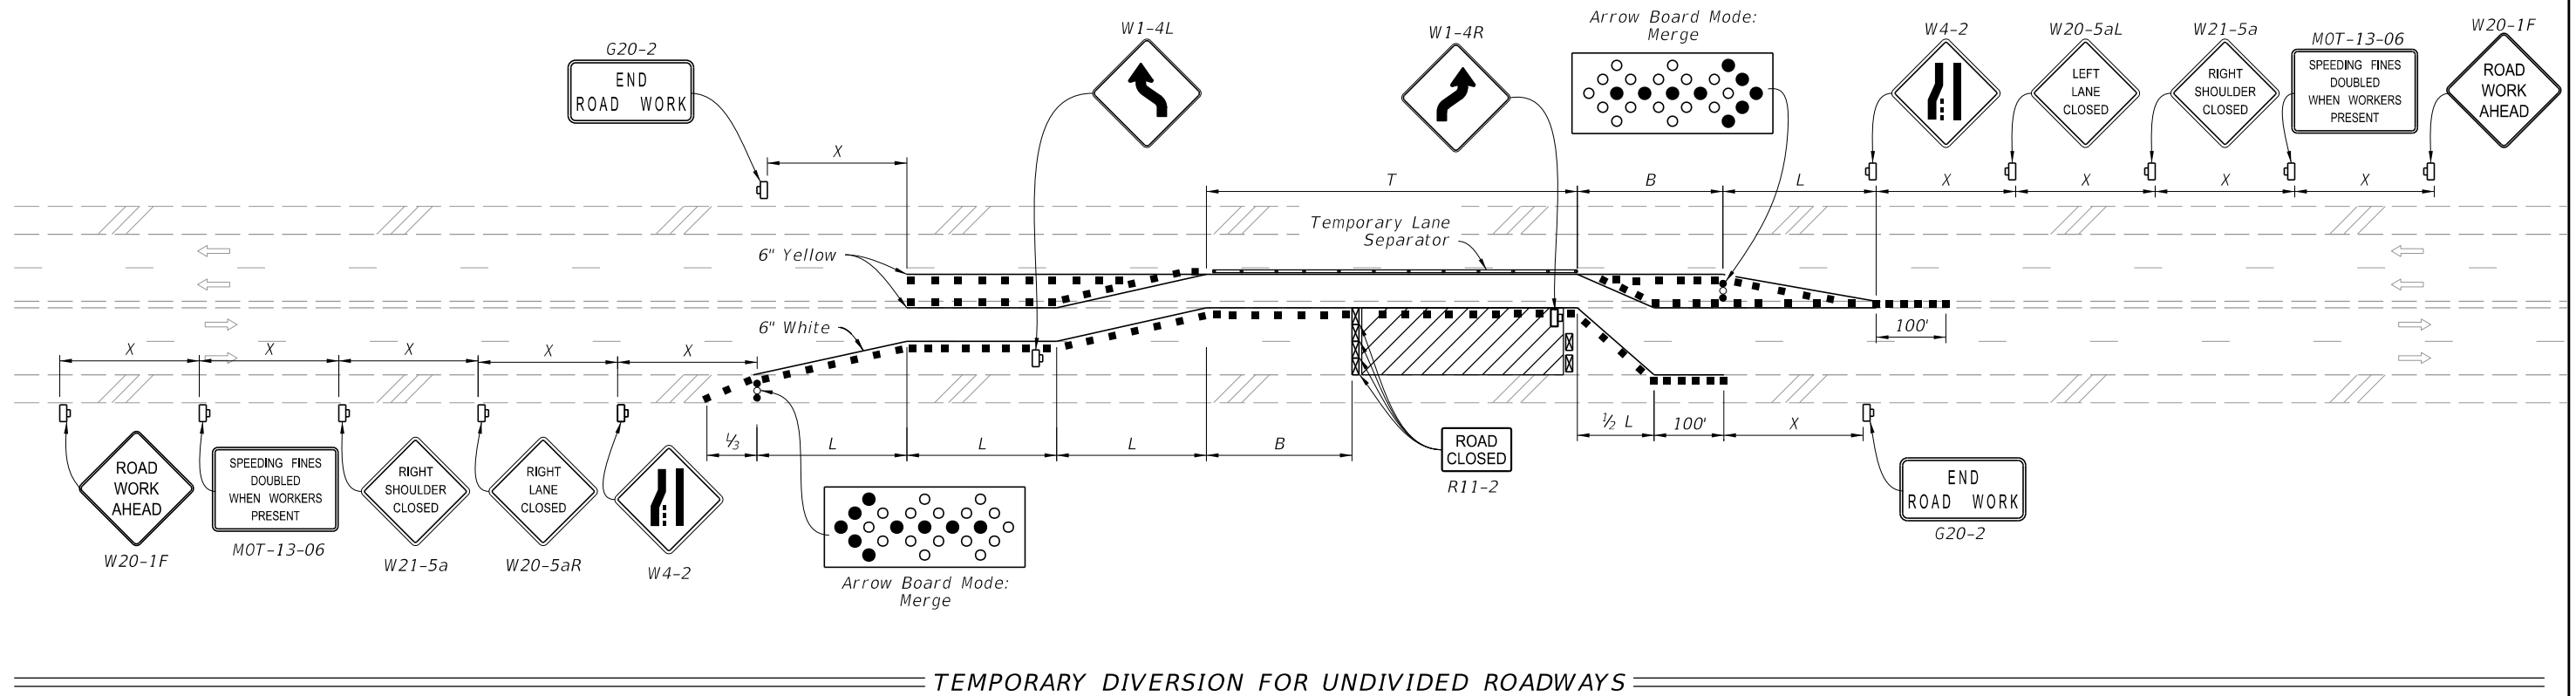 Arrow Board Mode:
Merge
W1-4L
W1-4R
W4-2
W20-5aL
W21-5a
MOT-13-06
W20-1F
G20-2
END
ROAD WORK
LEFT
LANE
CLOSED
RIGHT
SHOULDER
CLOSED
SPEEDING FINES
DOUBLED
WHEN WORKERS
PRESENT
ROAD
WORK
AHEAD
X
T
B
L
X
X
X
X
Temporary Lane
Separator
6" Yellow
6" White
100'
X
X
X
X
X
⅓
L
L
L
B
½ L
100'
X
ROAD
CLOSED
R11-2
ROAD
WORK
AHEAD
W20-1F
SPEEDING FINES
DOUBLED
WHEN WORKERS
PRESENT
MOT-13-06
RIGHT
SHOULDER
CLOSED
W21-5a
RIGHT
LANE
CLOSED
W20-5aR
W4-2
Arrow Board Mode:
Merge
END
ROAD WORK
G20-2
TEMPORARY DIVERSION FOR UNDIVIDED ROADWAYS